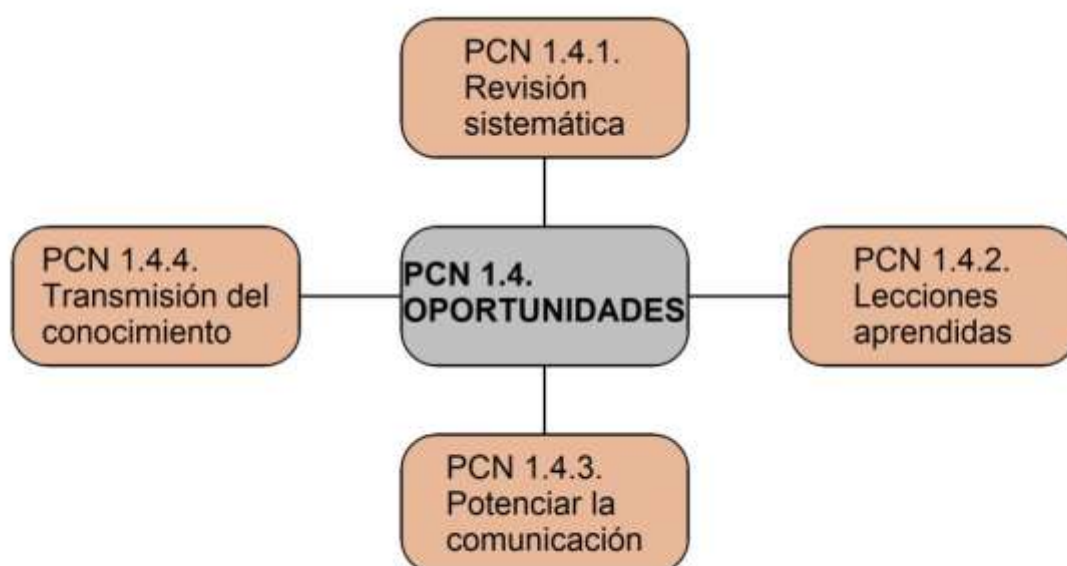 PCN 1.4.1.
Revisión
sistemática
PCN 1.4.4.
Transmisión del
conocimiento
PCN 1.4.
OPORTUNIDADES
PCN 1.4.2.
Lecciones
aprendidas
PCN 1.4.3.
Potenciar la
comunicación